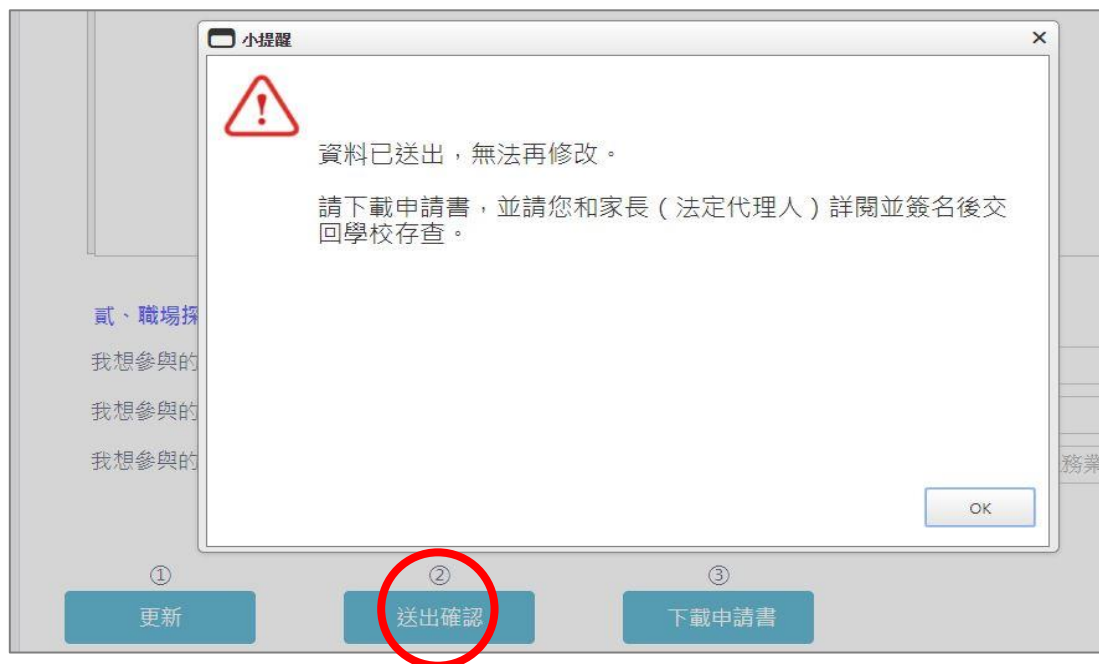 小提醒
資料已送出，無法再修改。
請下載申請書，並請您和家長（法定代理人）詳閱並簽名後交
回學校存查。
OK
貳、職場探
我想參與的
我想參與的
我想參與的
務業
① ② ③
更新 送出確認 下載申請書